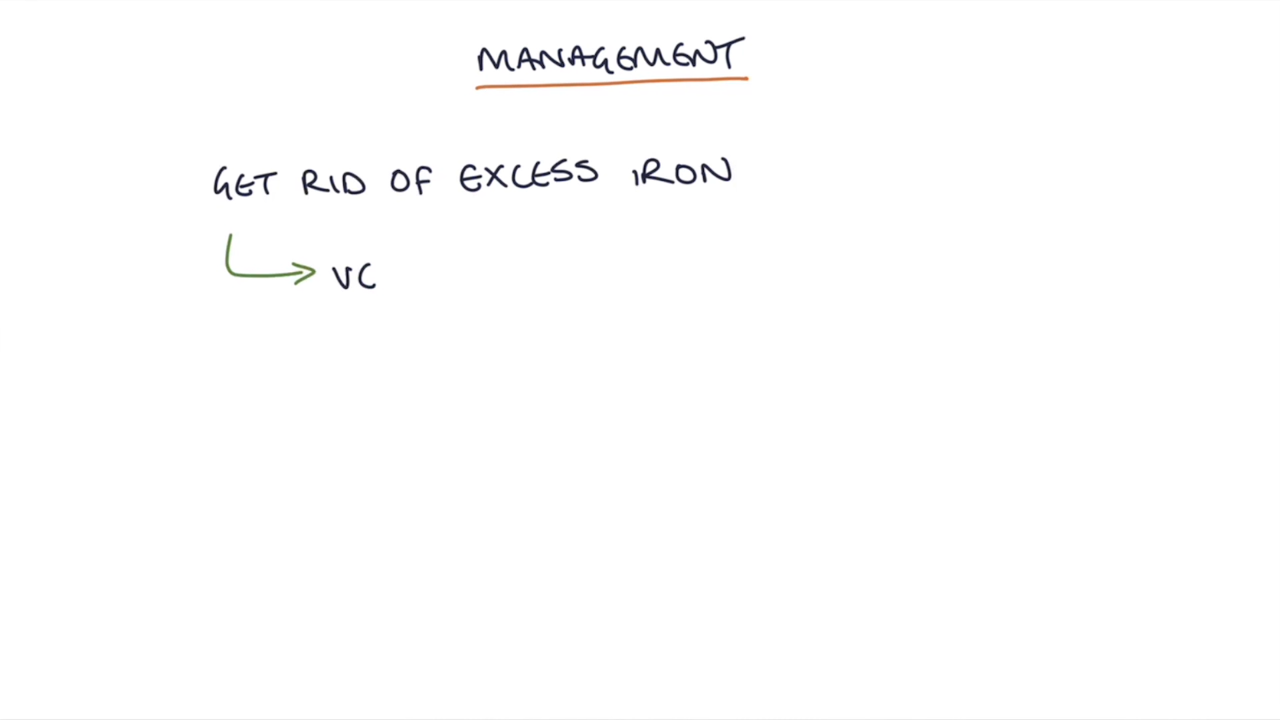 MANAGEMENT
GET RID OF EXCESS IRON
VC